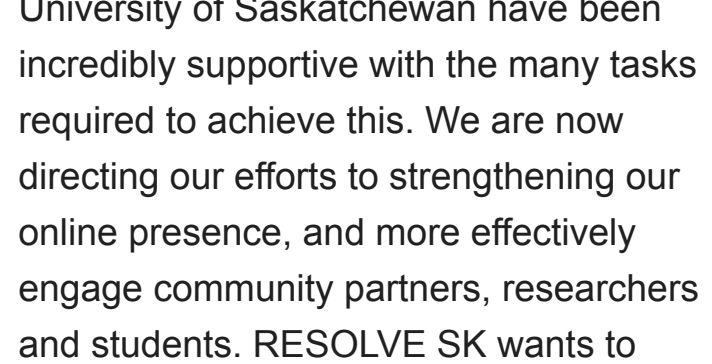 University of Saskatchewan have been
incredibly supportive with the many tasks
required to achieve this. We are now
directing our efforts to strengthening our
online presence, and more effectively
engage community partners, researchers
and students. RESOLVE SK wants to